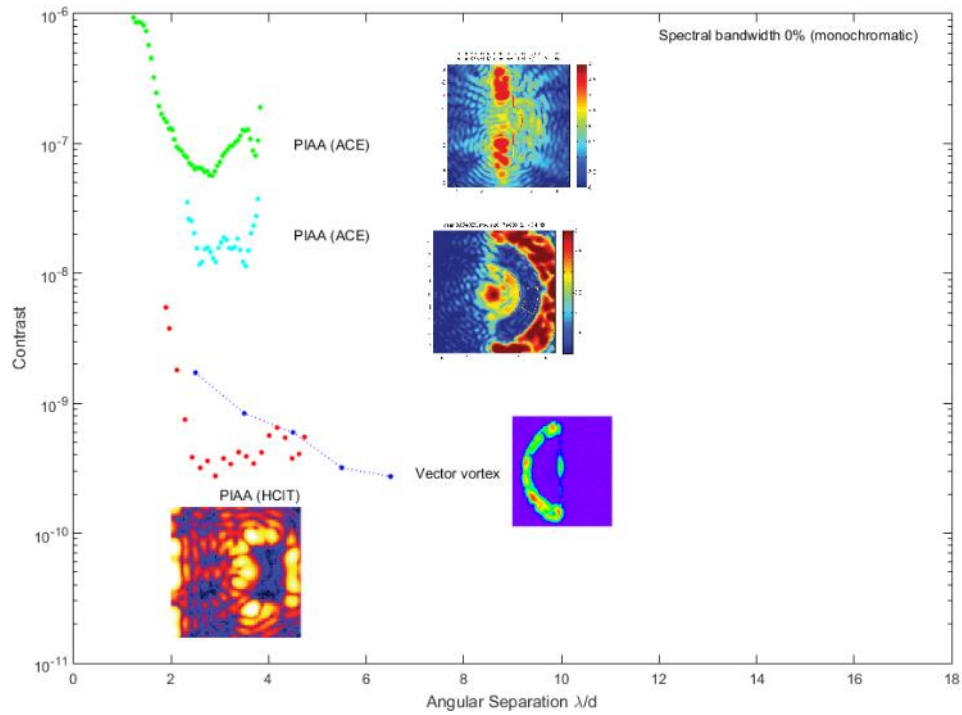 Spectral bandwidth 0% (monochromatic)
PIAA (ACE)
PIAA (ACE)
Vector vortex
PIAA (HCIT)
Contrast
10^-6
10^-7
10^-8
10^-9
10^-10
10^-11
0 2 4 6 8 10 12 14 16 18
Angular Separation λ/d